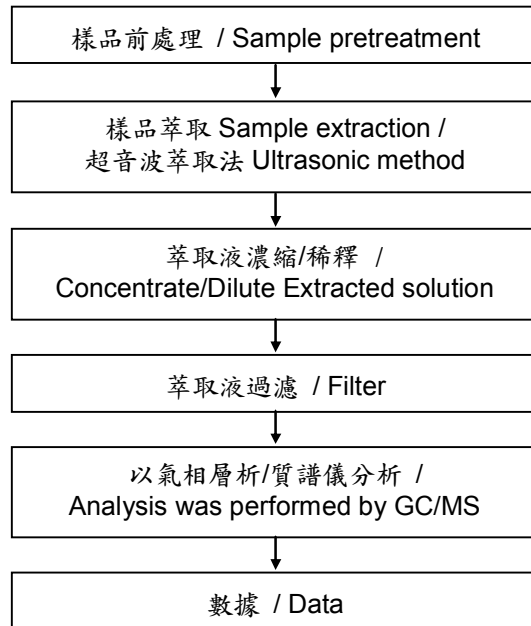 樣品前處理 / Sample pretreatment
樣品萃取 Sample extraction /
超音波萃取法 Ultrasonic method
萃取液濃縮/稀釋 /
Concentrate/Dilute Extracted solution
萃取液過濾 / Filter
以氣相層析/質譜儀分析 /
Analysis was performed by GC/MS
數據 / Data